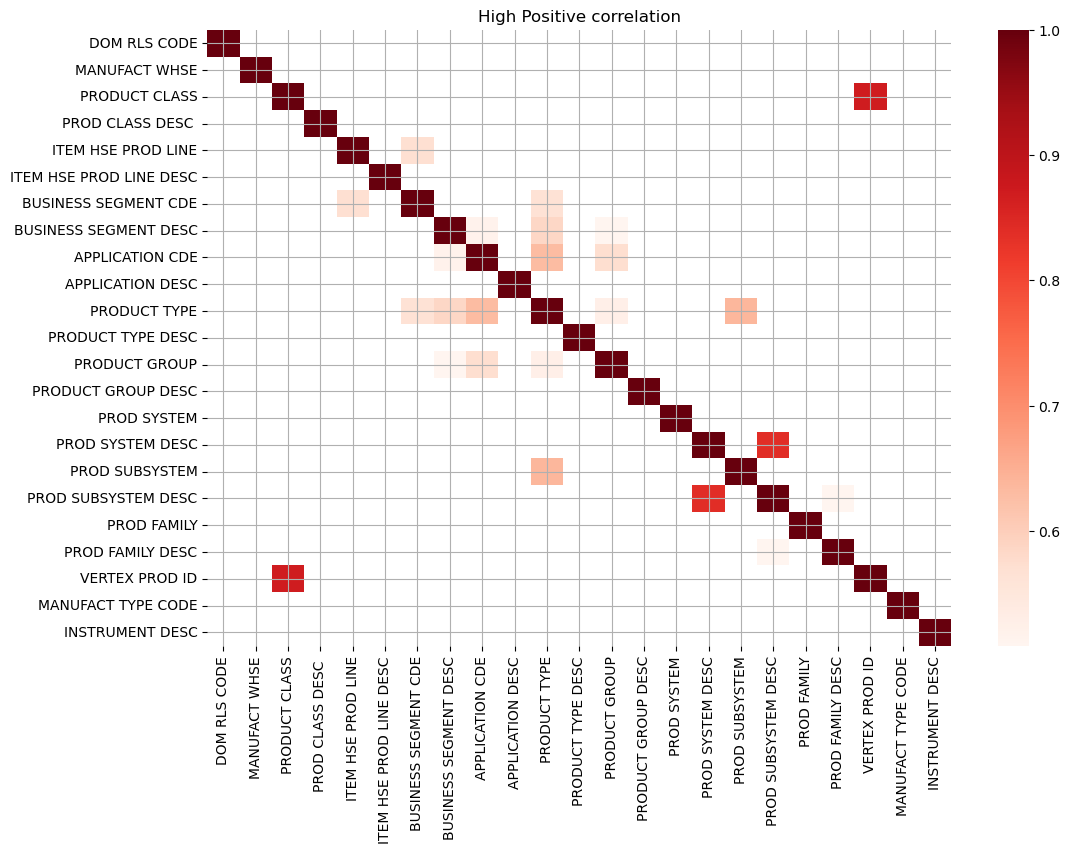 High Positive correlation
DOM RLS CODE
MANUFACT WHSE
PRODUCT CLASS
PROD CLASS DESC
ITEM HSE PROD LINE
ITEM HSE PROD LINE DESC
BUSINESS SEGMENT CDE
BUSINESS SEGMENT DESC
APPLICATION CDE
APPLICATION DESC
PRODUCT TYPE
PRODUCT TYPE DESC
PRODUCT GROUP
PRODUCT GROUP DESC
PROD SYSTEM
PROD SYSTEM DESC
PROD SUBSYSTEM
PROD SUBSYSTEM DESC
PROD FAMILY
PROD FAMILY DESC
VERTEX PROD ID
MANUFACT TYPE CODE
INSTRUMENT DESC
DOM RLS CODE
MANUFACT WHSE
PRODUCT CLASS
PROD CLASS DESC
ITEM HSE PROD LINE
ITEM HSE PROD LINE DESC
BUSINESS SEGMENT CDE
BUSINESS SEGMENT DESC
APPLICATION CDE
APPLICATION DESC
PRODUCT TYPE
PRODUCT TYPE DESC
PRODUCT GROUP
PRODUCT GROUP DESC
PROD SYSTEM
PROD SYSTEM DESC
PROD SUBSYSTEM
PROD SUBSYSTEM DESC
PROD FAMILY
PROD FAMILY DESC
VERTEX PROD ID
MANUFACT TYPE CODE
INSTRUMENT DESC
1.0
0.9
0.8
0.7
0.6